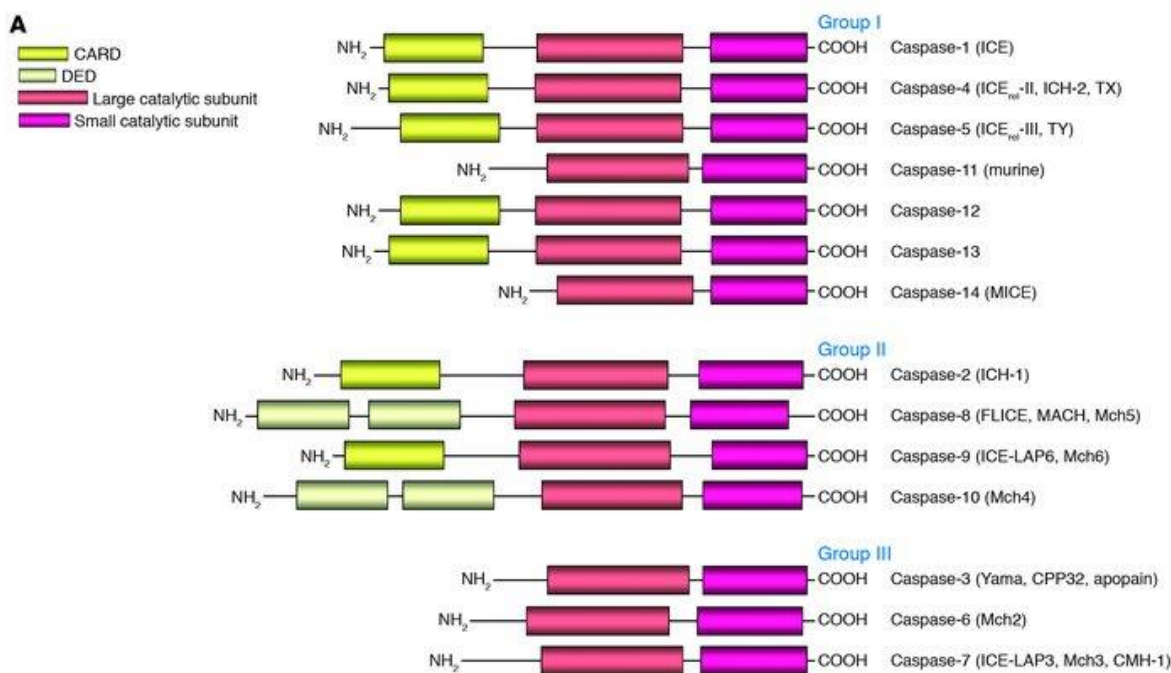 A
CARD
DED
Large catalytic subunit
Small catalytic subunit
Group I
NH2 COOH Caspase-1 (ICE)
NH2 COOH Caspase-4 (ICErel-II, ICH-2, TX)
NH2 COOH Caspase-5 (ICErel-III, TY)
NH2 COOH Caspase-11 (murine)
NH2 COOH Caspase-12
NH2 COOH Caspase-13
NH2 COOH Caspase-14 (MICE)
Group II
NH2 COOH Caspase-2 (ICH-1)
NH2 COOH Caspase-8 (FLICE, MACH, Mch5)
NH2 COOH Caspase-9 (ICE-LAP6, Mch6)
NH2 COOH Caspase-10 (Mch4)
Group III
NH2 COOH Caspase-3 (Yama, CPP32, apopain)
NH2 COOH Caspase-6 (Mch2)
NH2 COOH Caspase-7 (ICE-LAP3, Mch3, CMH-1)